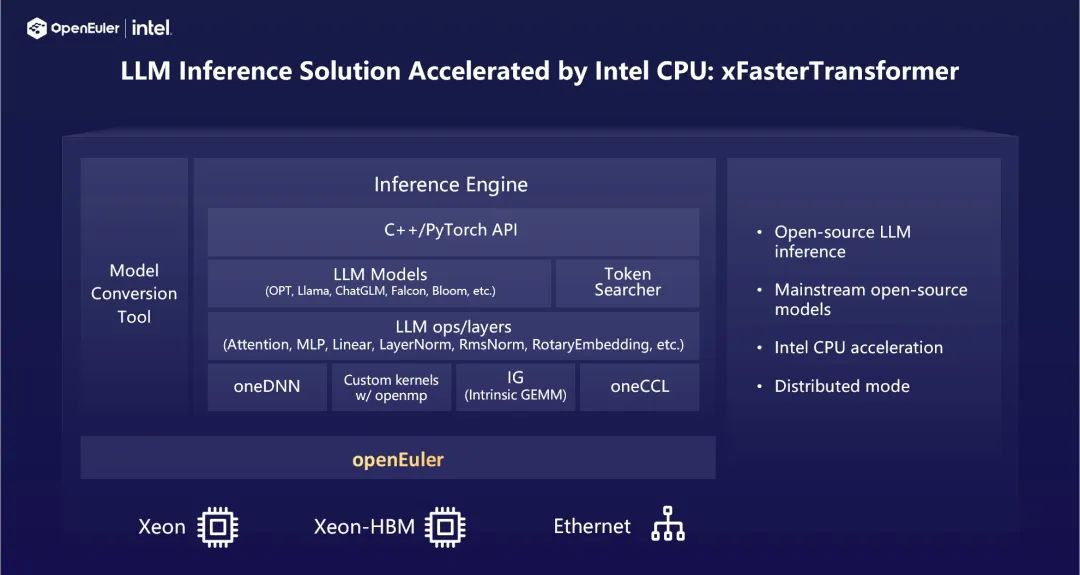 OpenEuler | intel.
LLM Inference Solution Accelerated by Intel CPU: xFasterTransformer
Model
Conversion
Tool
Inference Engine
C++/PyTorch API
LLM Models
(OPT, Llama, ChatGLM, Falcon, Bloom, etc.)
Token
Searcher
LLM ops/layers
(Attention, MLP, Linear, LayerNorm, RmsNorm, RotaryEmbedding, etc.)
oneDNN
Custom kernels
w/ openmp
IG
(Intrinsic GEMM)
oneCCL
openEuler
Xeon
Xeon-HBM
Ethernet
• Open-source LLM
inference
• Mainstream open-source
models
• Intel CPU acceleration
• Distributed mode